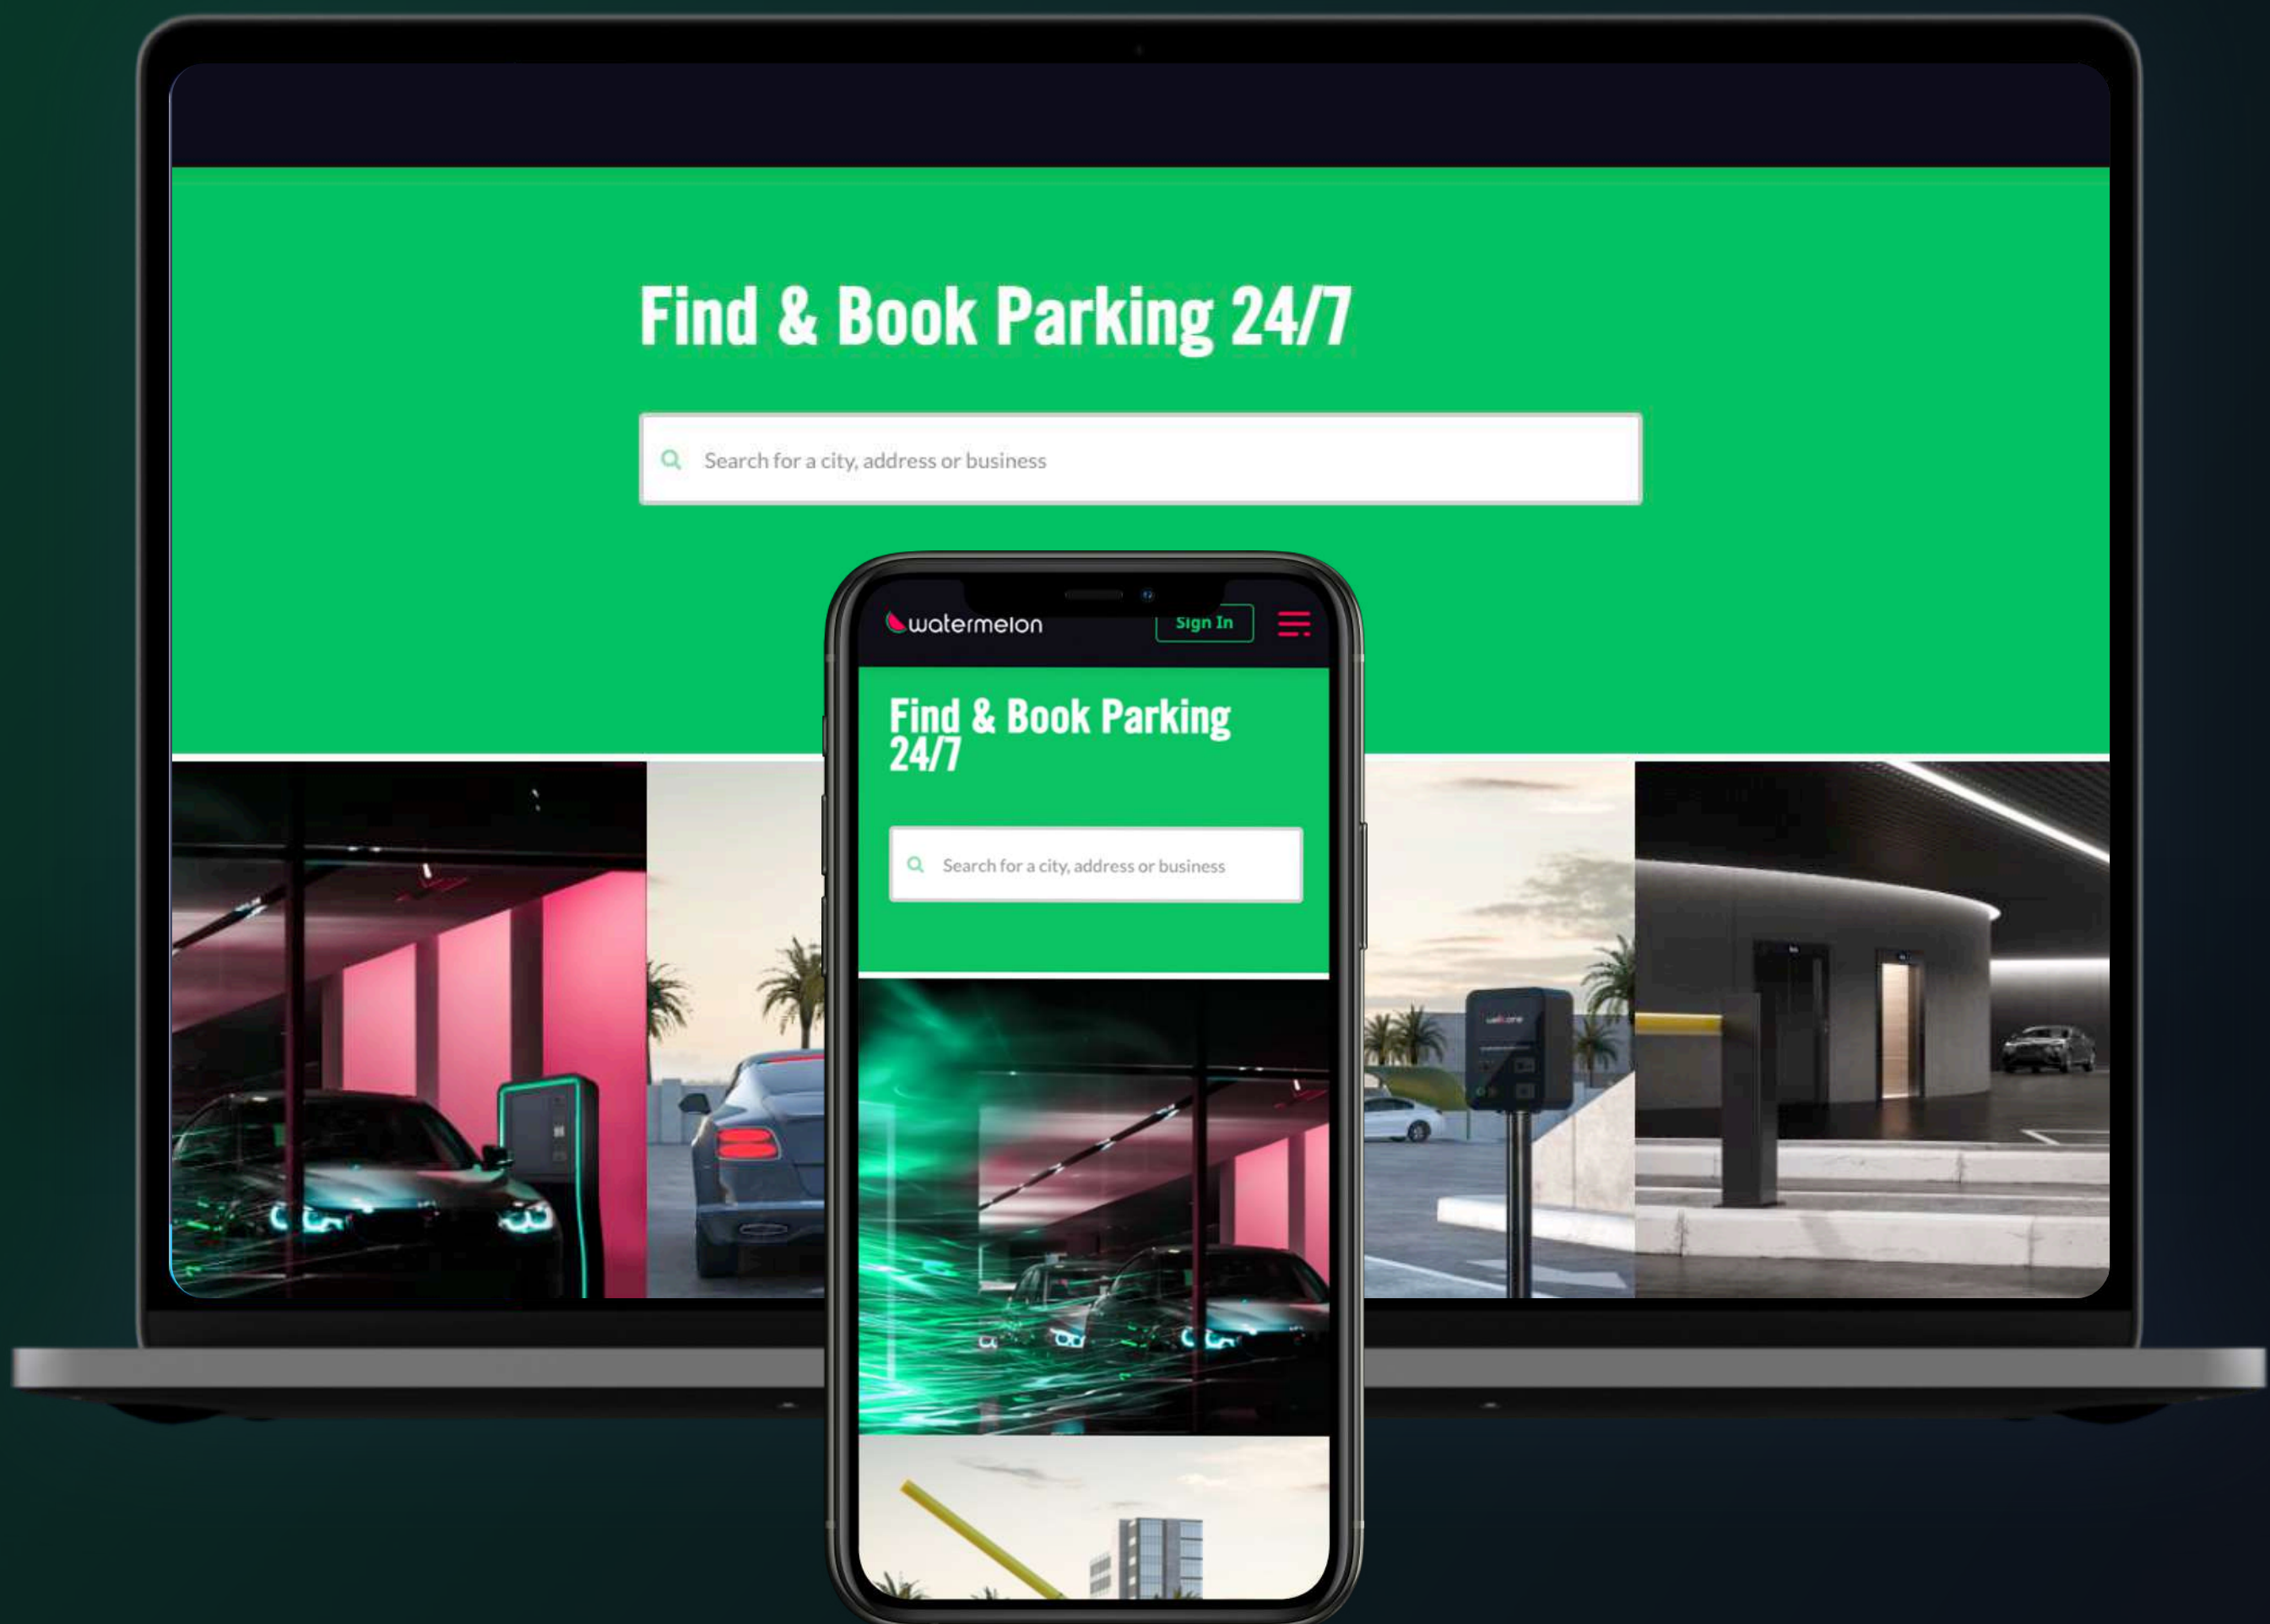 Find & Book Parking 24/7
Search for a city, address or business
watermelon
Sign In
Find & Book Parking
24/7
Search for a city, address or business